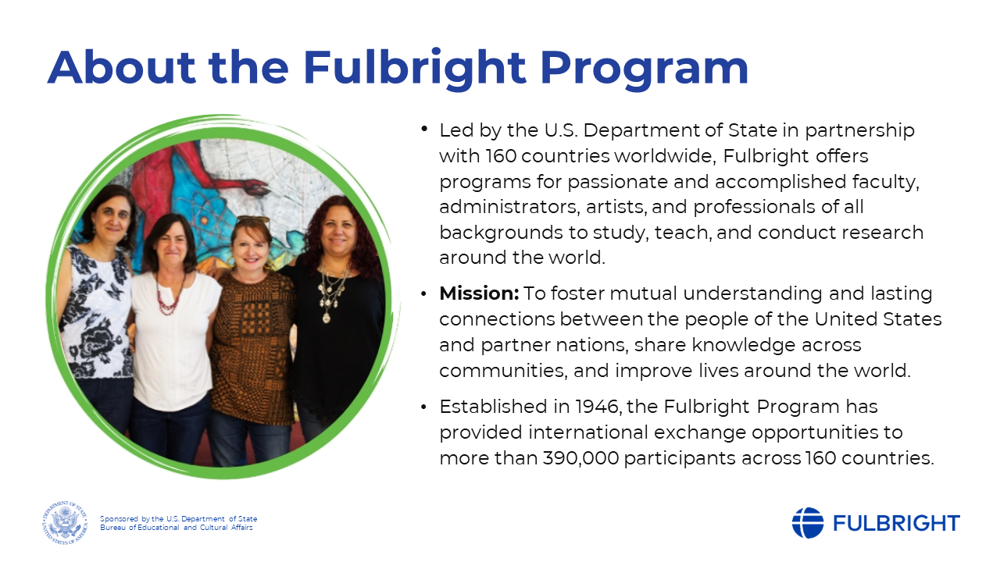 About the Fulbright Program
• Led by the U.S. Department of State in partnership
with 160 countries worldwide, Fulbright offers
programs for passionate and accomplished faculty,
administrators, artists, and professionals of all
backgrounds to study, teach, and conduct research
around the world.
• Mission: To foster mutual understanding and lasting
connections between the people of the United States
and partner nations, share knowledge across
communities, and improve lives around the world.
• Established in 1946, the Fulbright Program has
provided international exchange opportunities to
more than 390,000 participants across 160 countries.
DEPARTMENT OF STATE
UNITED STATES OF AMERICA
Sponsored by the U.S. Department of State
Bureau of Educational and Cultural Affairs
FULBRIGHT